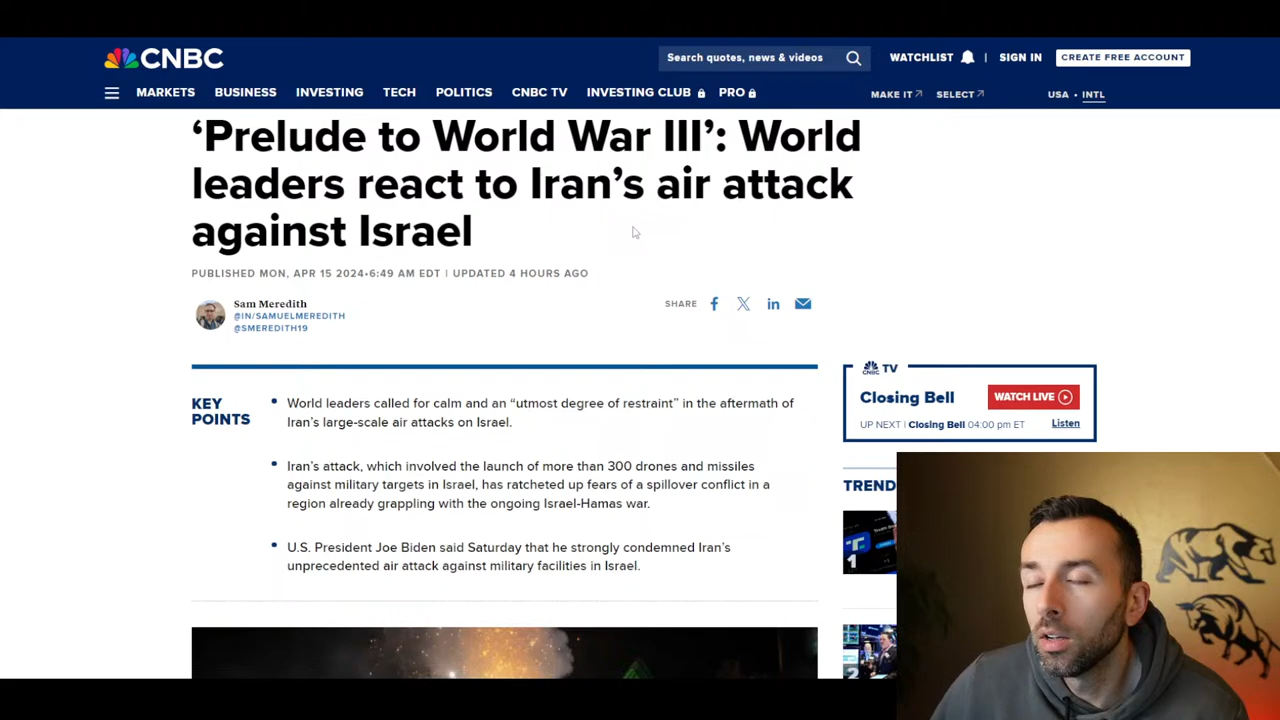 CNBC
Search quotes, news & videos
WATCHLIST | SIGN IN CREATE FREE ACCOUNT
MARKETS BUSINESS INVESTING TECH POLITICS CNBC TV INVESTING CLUB PRO
MAKE IT SELECT USA • INTL
‘Prelude to World War III’: World
leaders react to Iran’s air attack
against Israel
PUBLISHED MON, APR 15 2024•6:49 AM EDT | UPDATED 4 HOURS AGO
Sam Meredith
@IN/SAMUELMEREDITH
@SMEREDITH19
SHARE
KEY
POINTS
World leaders called for calm and an “utmost degree of restraint” in the aftermath of
Iran’s large-scale air attacks on Israel.
Iran’s attack, which involved the launch of more than 300 drones and missiles
against military targets in Israel, has ratcheted up fears of a spillover conflict in a
region already grappling with the ongoing Israel-Hamas war.
U.S. President Joe Biden said Saturday that he strongly condemned Iran’s
unprecedented air attack against military facilities in Israel.
CNBC TV
Closing Bell
WATCH LIVE
UP NEXT | Closing Bell 04:00 pm ET
Listen
TREND
1
2